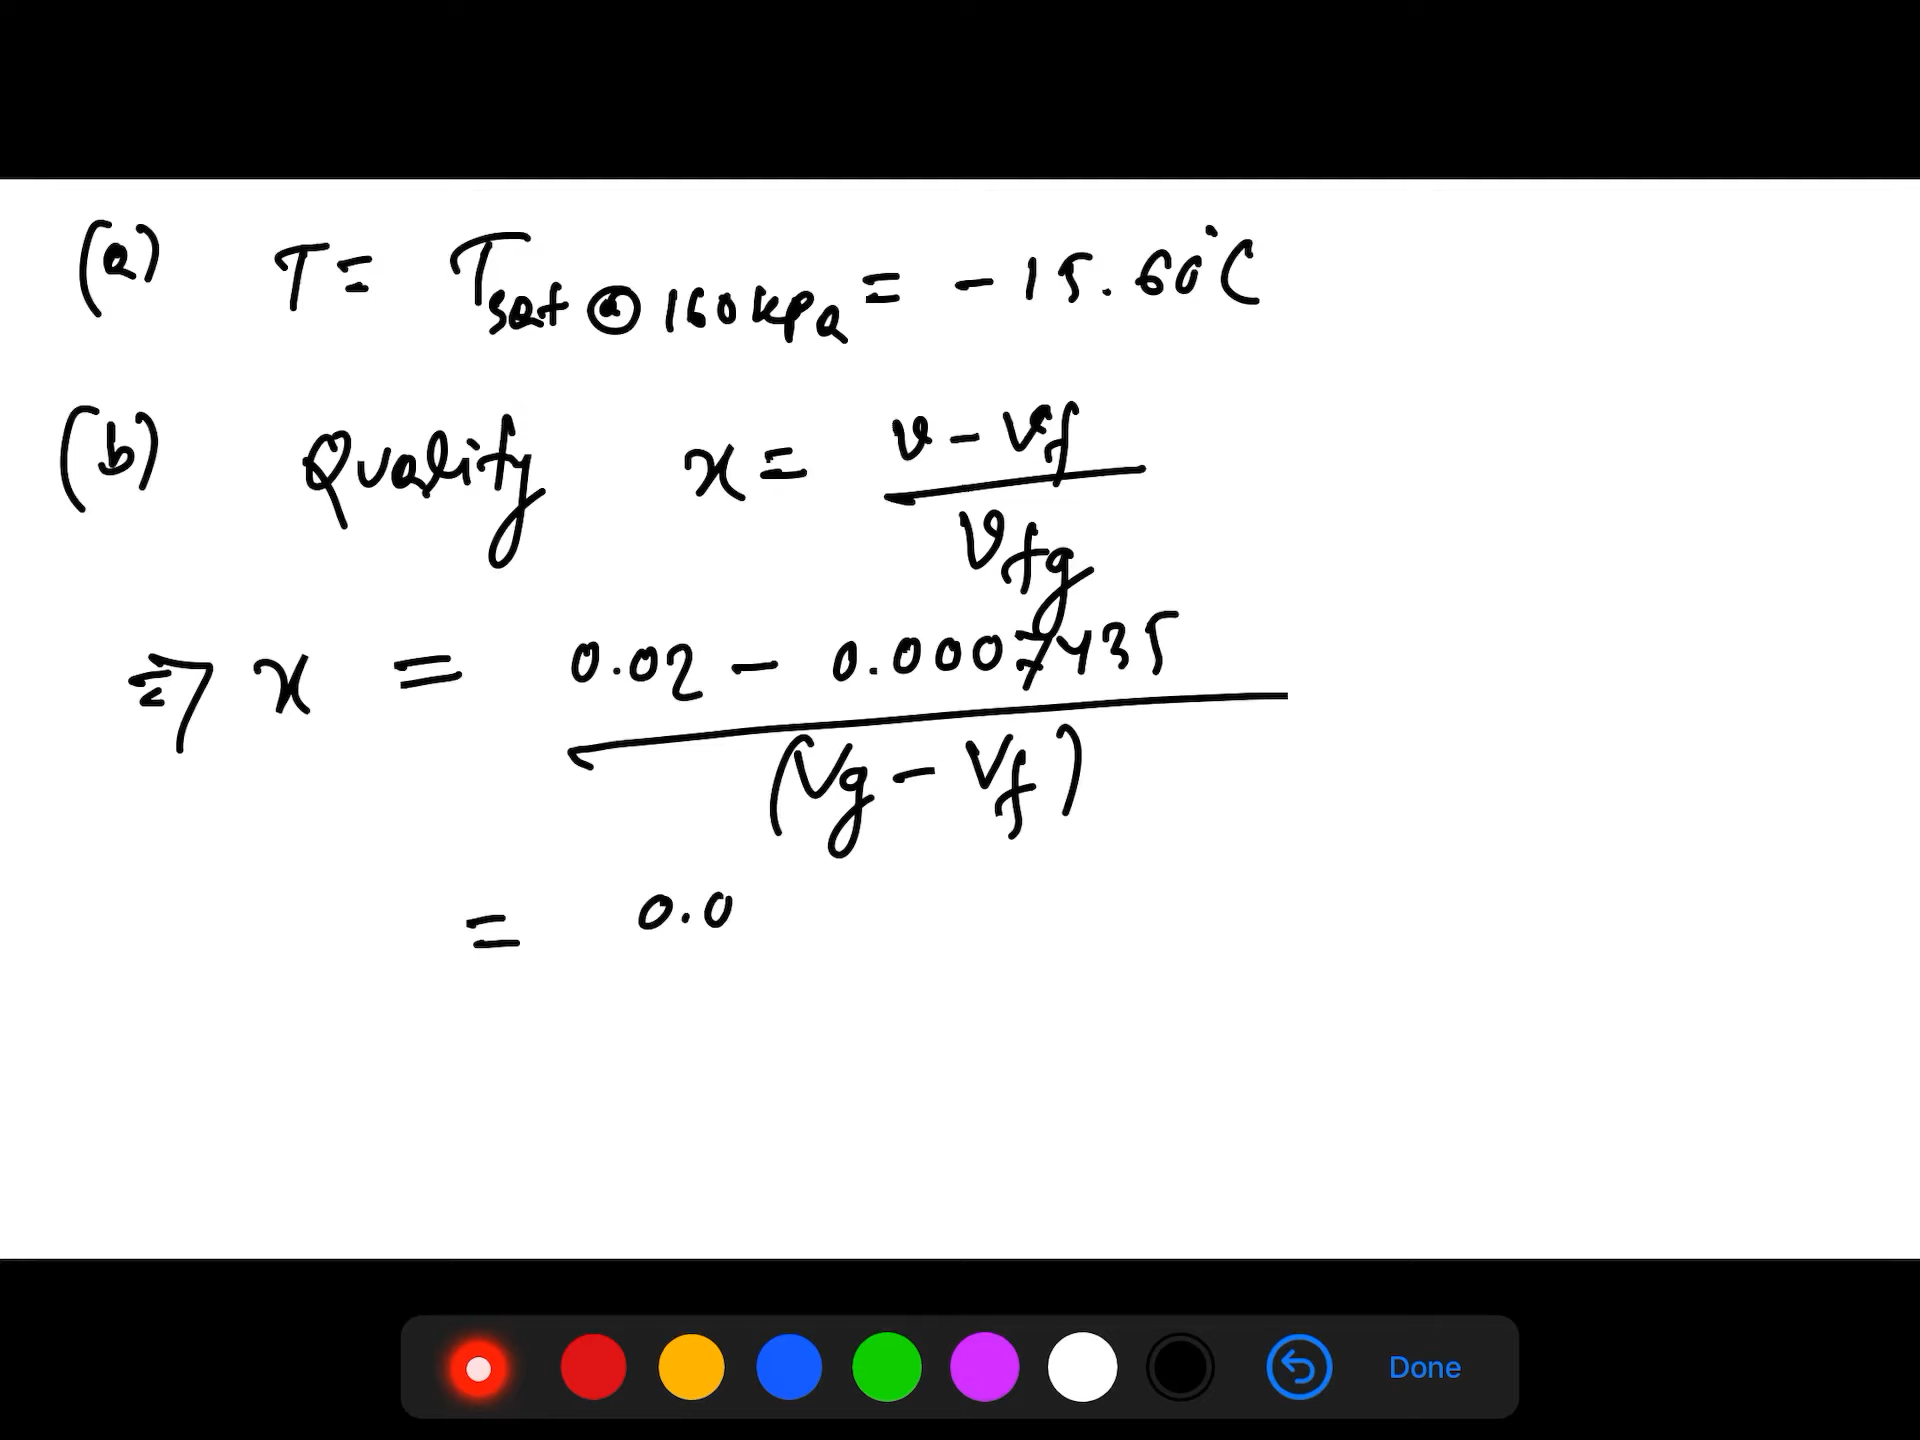 (a) T = Tsat @ 160 kpa = -15.60°C
(b) Quality x = v - vf
vfg
⇒ x = 0.02 - 0.0007435
(Vg - Vf)
= 0.0
Done